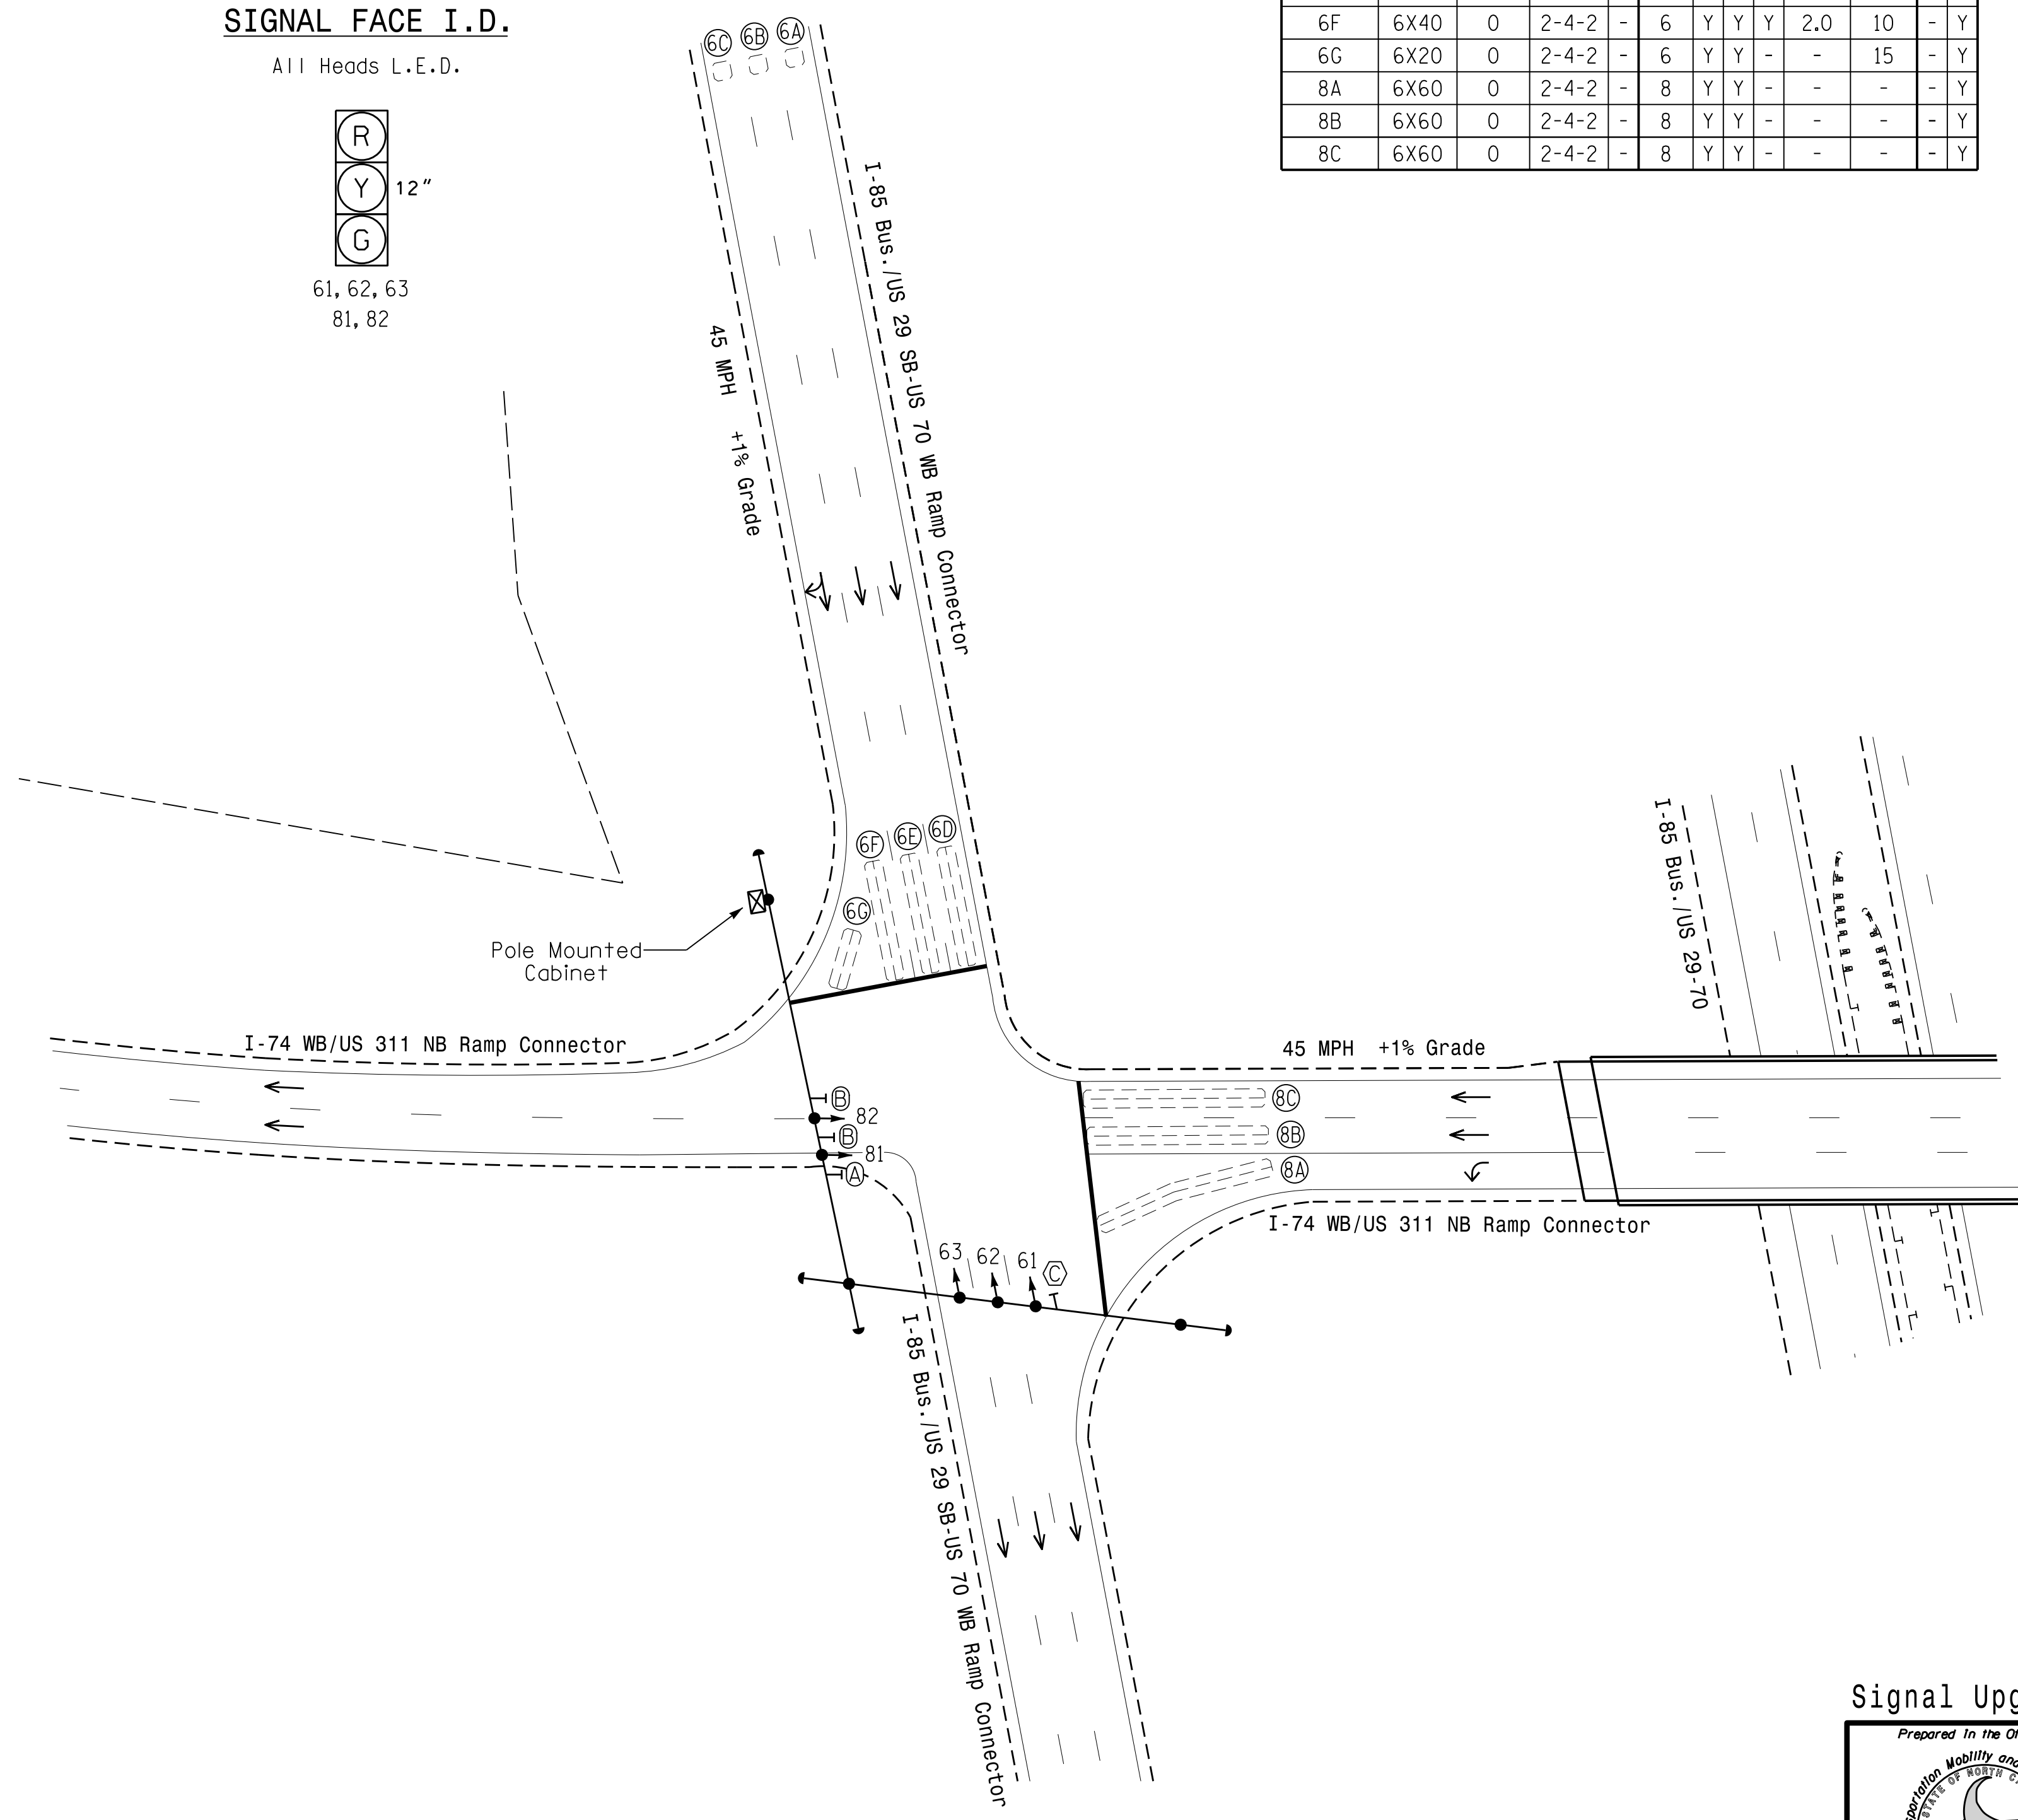 SIGNAL FACE I.D.
All Heads L.E.D.
R
Y 12"
G
61, 62, 63
81, 82
6F 6X40 0 2-4-2 - 6 Y Y Y 2.0 10 - Y
6G 6X20 0 2-4-2 - 6 Y Y - - 15 - Y
8A 6X60 0 2-4-2 - 8 Y Y - - - - Y
8B 6X60 0 2-4-2 - 8 Y Y - - - - Y
8C 6X60 0 2-4-2 - 8 Y Y - - - - Y
6C 6B 6A
I-85 Bus./US 29 SB-US 70 WB Ramp Connector
45 MPH +1% Grade
6F 6E 6D
6G
Pole Mounted
Cabinet
I-85 Bus./US 29-70
I-74 WB/US 311 NB Ramp Connector
45 MPH +1% Grade
8C
8B
8A
B
82
B
81
A
I-74 WB/US 311 NB Ramp Connector
63 62 61 C
I-85 Bus./US 29 SB-US 70 WB Ramp Connector
Signal Upg
Prepared in the Of
Mobility and
STATE OF NORTH